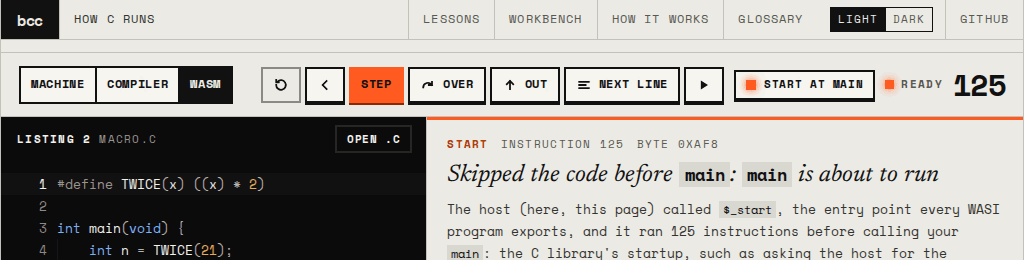 bcc HOW C RUNS LESSONS WORKBENCH HOW IT WORKS GLOSSARY LIGHT DARK GITHUB
MACHINE COMPILER WASM STEP OVER OUT NEXT LINE START AT MAIN READY 125
LISTING 2 MACRO.C OPEN .C
1 #define TWICE(x) ((x) * 2)
2
3 int main(void) {
4 int n = TWICE(21);
START INSTRUCTION 125 BYTE 0XAF8
Skipped the code before main: main is about to run
The host (here, this page) called $_start, the entry point every WASI
program exports, and it ran 125 instructions before calling your
main: the C library's startup, such as asking the host for the